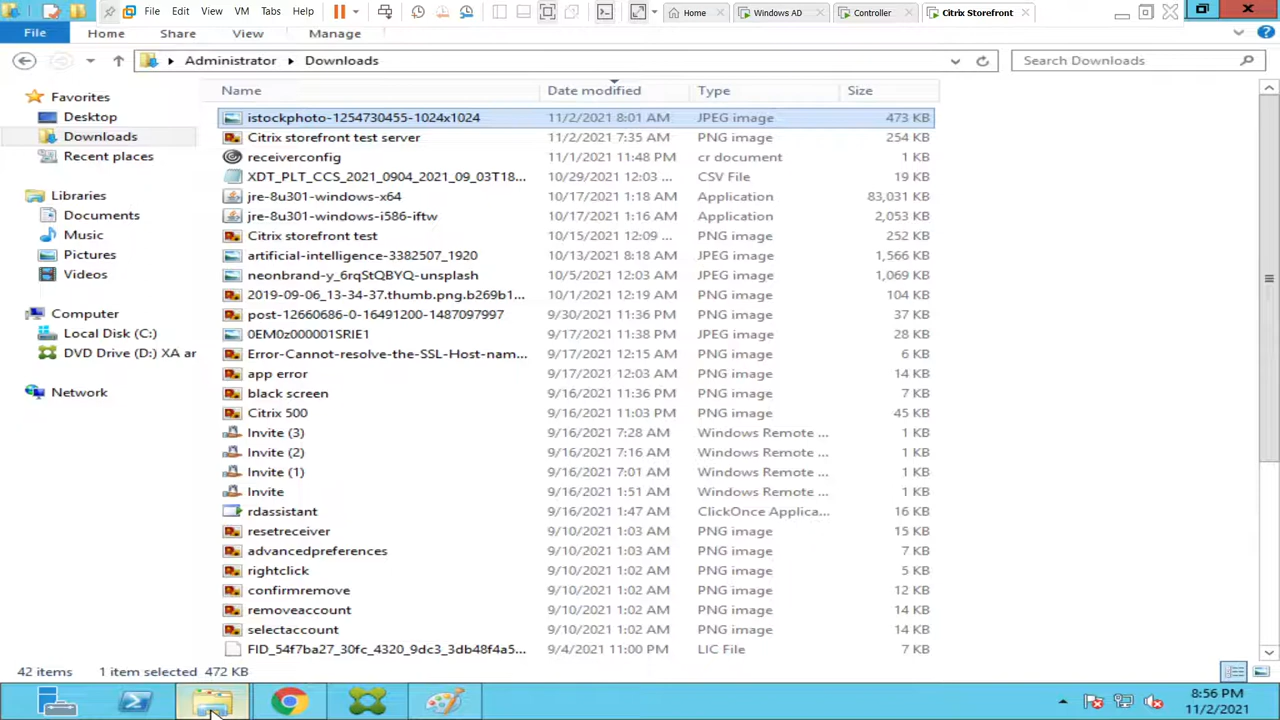 File Edit View VM Tabs Help Home Windows AD Controller Citrix Storefront
File Home Share View Manage
Administrator Downloads Search Downloads
Name Date modified Type Size
Favorites
Desktop
Downloads
Recent places
Libraries
Documents
Music
Pictures
Videos
Computer
Local Disk (C:)
DVD Drive (D:) XA ar
Network
istockphoto-1254730455-1024x1024 11/2/2021 8:01 AM JPEG image 473 KB
Citrix storefront test server 11/2/2021 7:35 AM PNG image 254 KB
receiverconfig 11/1/2021 11:48 PM cr document 1 KB
XDT_PLT_CCS_2021_0904_2021_09_03T18... 10/29/2021 12:03 ... CSV File 19 KB
jre-8u301-windows-x64 10/17/2021 1:18 AM Application 83,031 KB
jre-8u301-windows-i586-iftw 10/17/2021 1:16 AM Application 2,053 KB
Citrix storefront test 10/15/2021 12:09 ... PNG image 252 KB
artificial-intelligence-3382507_1920 10/13/2021 8:18 AM JPEG image 1,566 KB
neonbrand-y_6rqStQBYQ-unsplash 10/5/2021 12:03 AM JPEG image 1,069 KB
2019-09-06_13-34-37.thumb.png.b269b1... 10/1/2021 12:19 AM PNG image 104 KB
post-12660686-0-16491200-1487097997 9/30/2021 11:36 PM PNG image 37 KB
0EM0z000001SRIE1 9/17/2021 11:38 PM JPEG image 28 KB
Error-Cannot-resolve-the-SSL-Host-nam... 9/17/2021 12:15 AM PNG image 6 KB
app error 9/17/2021 12:03 AM PNG image 14 KB
black screen 9/16/2021 11:36 PM PNG image 7 KB
Citrix 500 9/16/2021 11:03 PM PNG image 45 KB
Invite (3) 9/16/2021 7:28 AM Windows Remote ... 1 KB
Invite (2) 9/16/2021 7:16 AM Windows Remote ... 1 KB
Invite (1) 9/16/2021 7:01 AM Windows Remote ... 1 KB
Invite 9/16/2021 1:51 AM Windows Remote ... 1 KB
rdassistant 9/16/2021 1:47 AM ClickOnce Applica... 16 KB
resetreceiver 9/10/2021 1:03 AM PNG image 15 KB
advancedpreferences 9/10/2021 1:03 AM PNG image 7 KB
rightclick 9/10/2021 1:02 AM PNG image 5 KB
confirmremove 9/10/2021 1:02 AM PNG image 12 KB
removeaccount 9/10/2021 1:02 AM PNG image 14 KB
selectaccount 9/10/2021 1:02 AM PNG image 14 KB
FID_54f7ba27_30fc_4320_9dc3_3db48f4a5... 9/4/2021 11:00 PM LIC File 7 KB
42 items 1 item selected 472 KB
8:56 PM
11/2/2021